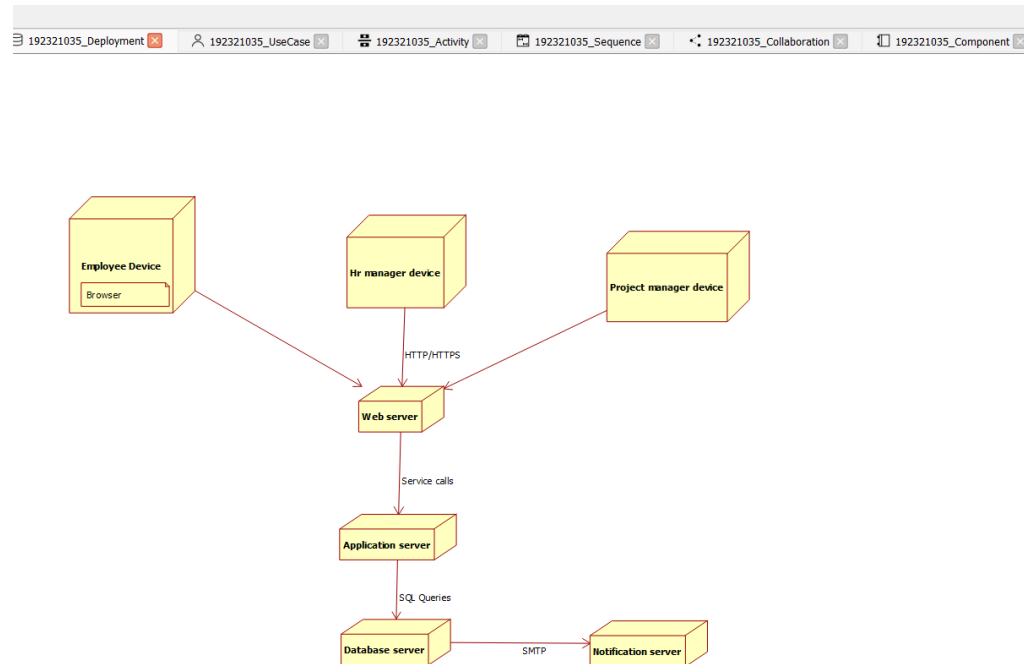 192321035_Deployment
192321035_UseCase
192321035_Activity
192321035_Sequence
192321035_Collaboration
192321035_Component
Employee Device
Browser
Hr manager device
Project manager device
HTTP/HTTPS
Web server
Service calls
Application server
SQL Queries
Database server
SMTP
Notification server